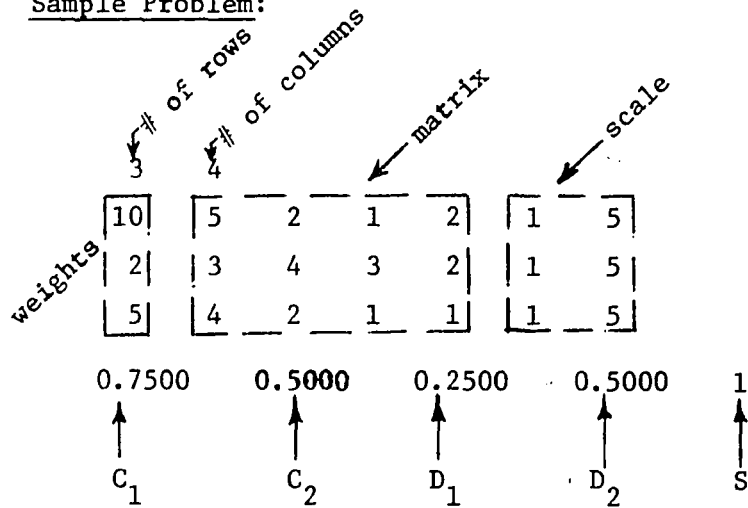 Sample Problem:
# of rows
# of columns
matrix
scale
3 4
weights
10 5 2 1 2 1 5
2 3 4 3 2 1 5
5 4 2 1 1 1 5
0.7500 0.5000 0.2500 0.5000 1
C1 C2 D1 D2 S